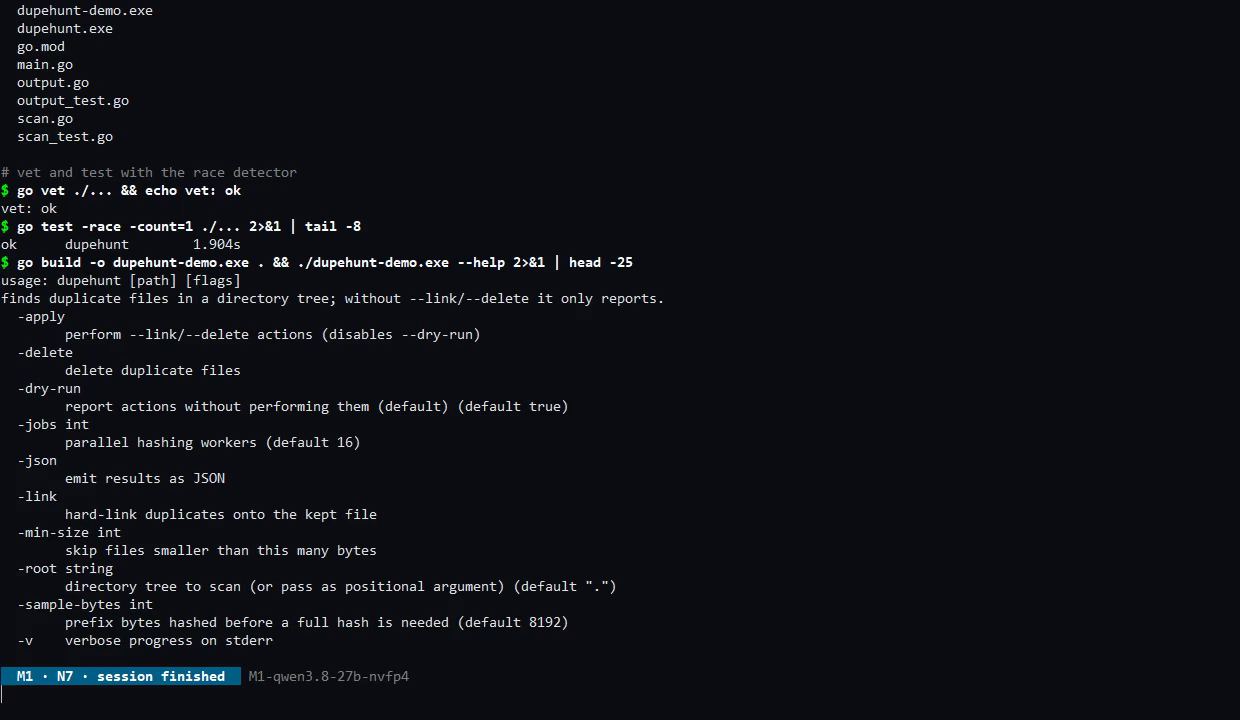 dupehunt-demo.exe
dupehunt.exe
go.mod
main.go
output.go
output_test.go
scan.go
scan_test.go
# vet and test with the race detector
$ go vet ./... && echo vet: ok
vet: ok
$ go test -race -count=1 ./... 2>&1 | tail -8
ok      dupehunt        1.904s
$ go build -o dupehunt-demo.exe . && ./dupehunt-demo.exe --help 2>&1 | head -25
usage: dupehunt [path] [flags]
finds duplicate files in a directory tree; without --link/--delete it only reports.
  -apply
        perform --link/--delete actions (disables --dry-run)
  -delete
        delete duplicate files
  -dry-run
        report actions without performing them (default) (default true)
  -jobs int
        parallel hashing workers (default 16)
  -json
        emit results as JSON
  -link
        hard-link duplicates onto the kept file
  -min-size int
        skip files smaller than this many bytes
  -root string
        directory tree to scan (or pass as positional argument) (default ".")
  -sample-bytes int
        prefix bytes hashed before a full hash is needed (default 8192)
  -v    verbose progress on stderr
M1 · N7 · session finished M1-qwen3.8-27b-nvfp4